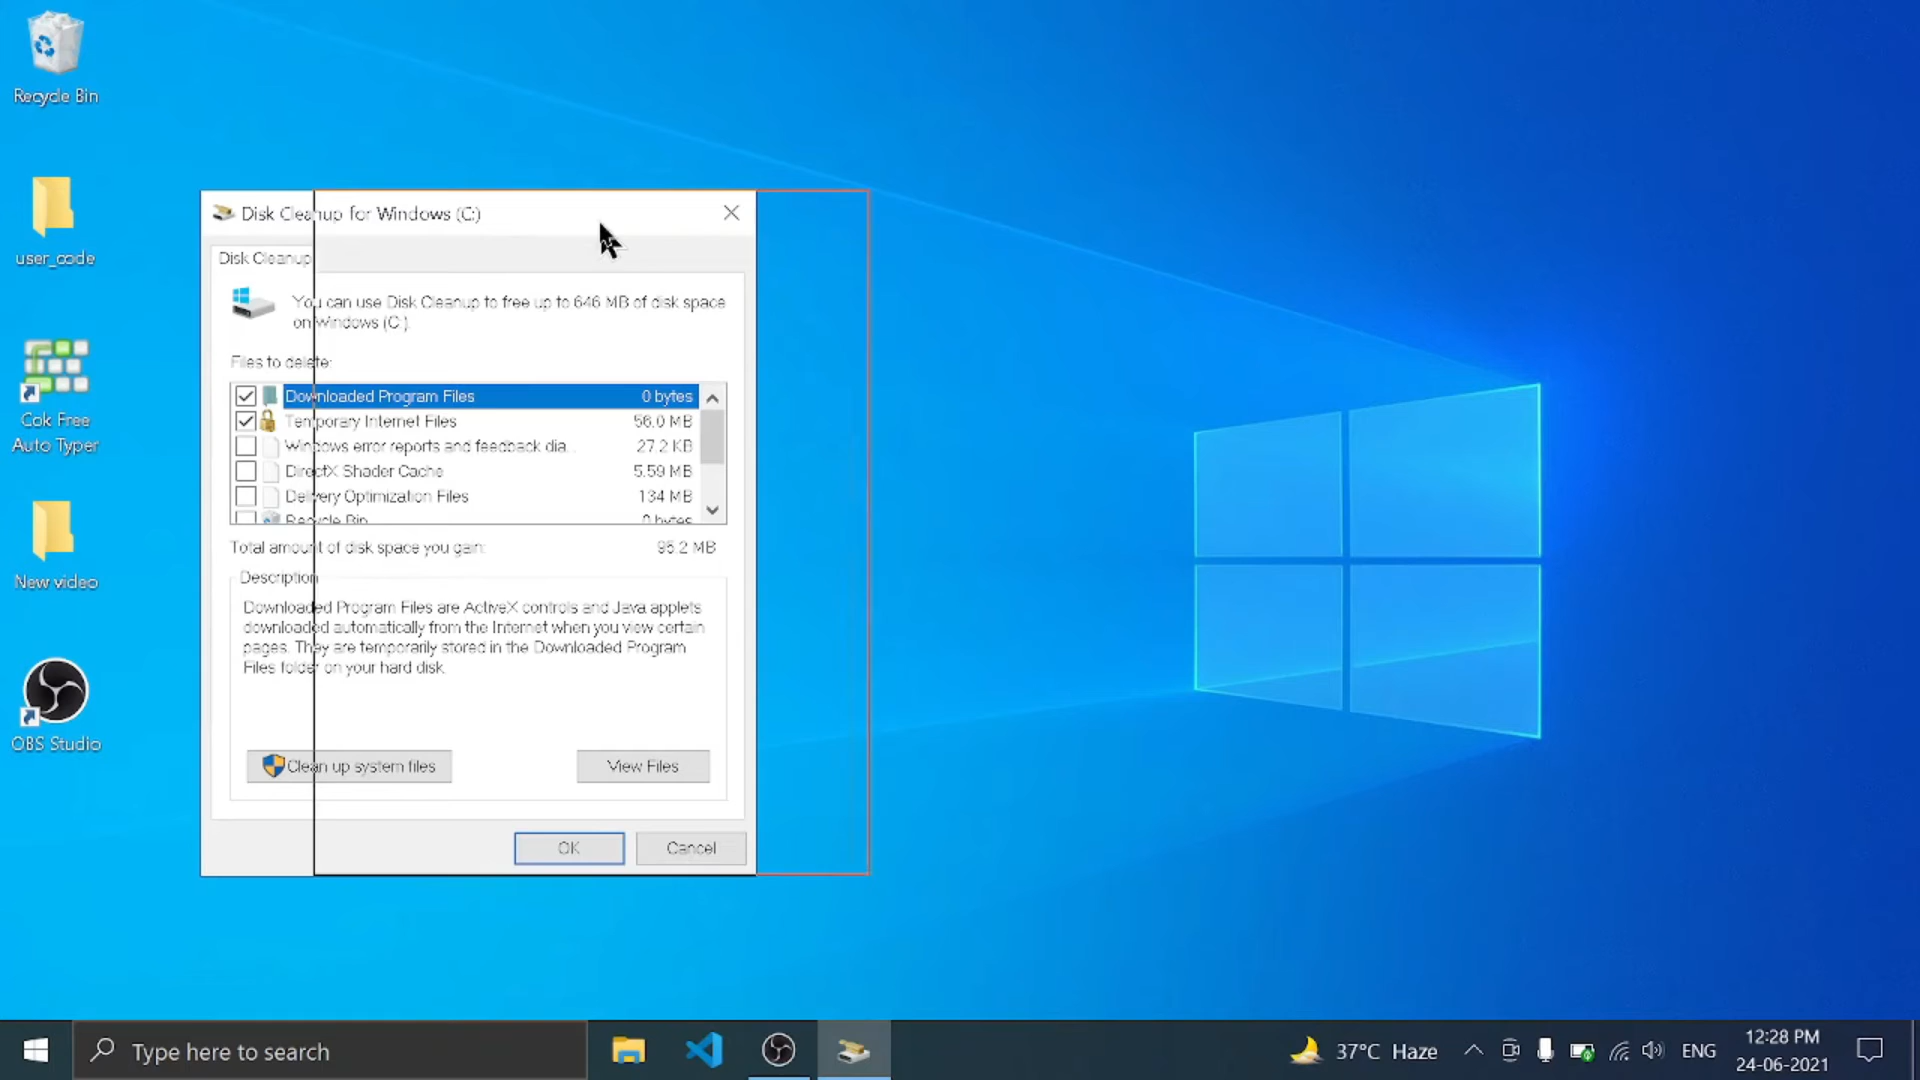 Recycle Bin
user_code
Cok Free
Auto Typer
New video
OBS Studio
Disk Cleanup for Windows (C:)
Disk Cleanup
You can use Disk Cleanup to free up to 646 MB of disk space
on Windows (C:).
Files to delete:
Downloaded Program Files 0 bytes
Temporary Internet Files 56.0 MB
Windows error reports and feedback dia... 27.2 KB
DirectX Shader Cache 5.59 MB
Delivery Optimization Files 134 MB
Recycle Bin 0 bytes
Total amount of disk space you gain: 95.2 MB
Description
Downloaded Program Files are ActiveX controls and Java applets
downloaded automatically from the Internet when you view certain
pages. They are temporarily stored in the Downloaded Program
Files folder on your hard disk.
Clean up system files View Files
OK Cancel
Type here to search
37°C Haze
ENG
12:28 PM
24-06-2021